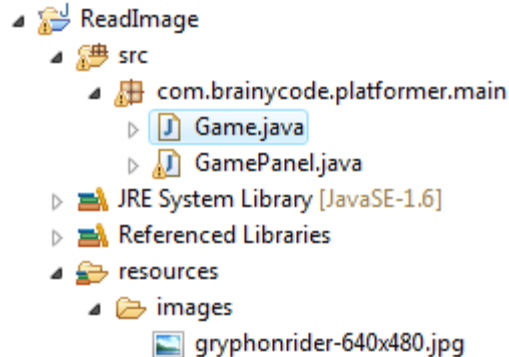 ReadImage
src
com.brainycode.platformer.main
Game.java
GamePanel.java
JRE System Library [JavaSE-1.6]
Referenced Libraries
resources
images
gryphonrider-640x480.jpg